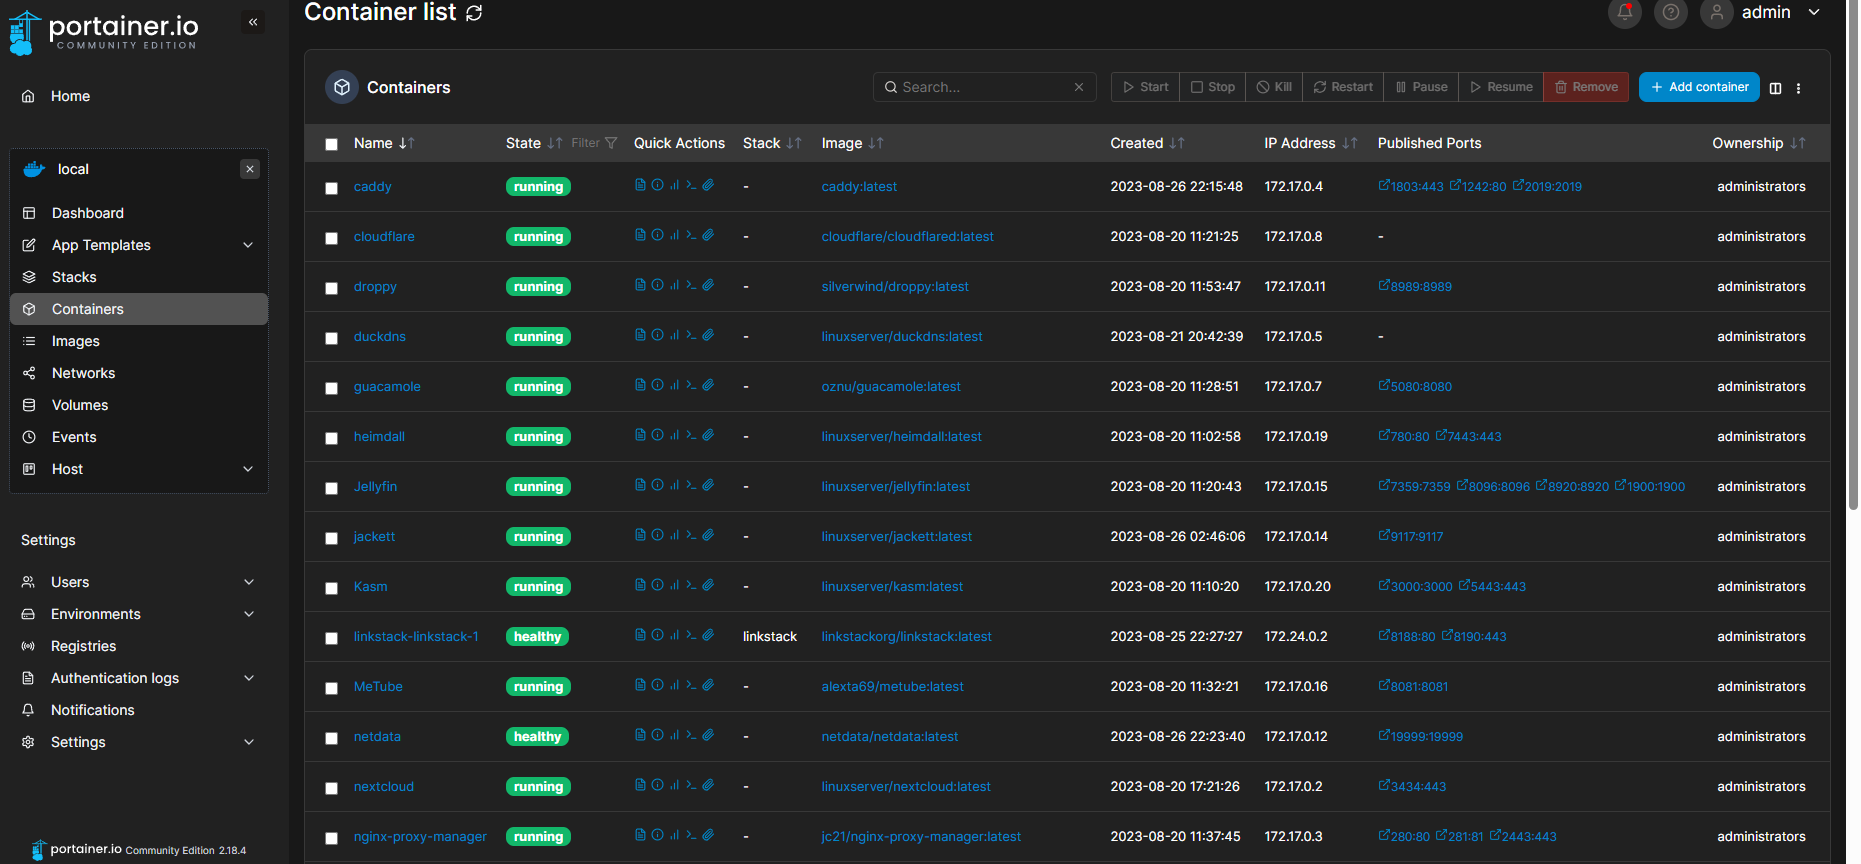 portainer.io
COMMUNITY EDITION
Home
local
Dashboard
App Templates
Stacks
Containers
Images
Networks
Volumes
Events
Host
Settings
Users
Environments
Registries
Authentication logs
Notifications
Settings
portainer.io Community Edition 2.18.4
Container list
admin
Containers
Search...
Start Stop Kill Restart Pause Resume Remove Add container
Name State Filter Quick Actions Stack Image Created IP Address Published Ports Ownership
caddy running - caddy:latest 2023-08-26 22:15:48 172.17.0.4 1803:443 1242:80 2019:2019 administrators
cloudflare running - cloudflare/cloudflared:latest 2023-08-20 11:21:25 172.17.0.8 - administrators
droppy running - silverwind/droppy:latest 2023-08-20 11:53:47 172.17.0.11 8989:8989 administrators
duckdns running - linuxserver/duckdns:latest 2023-08-21 20:42:39 172.17.0.5 - administrators
guacamole running - oznu/guacamole:latest 2023-08-20 11:28:51 172.17.0.7 5080:8080 administrators
heimdall running - linuxserver/heimdall:latest 2023-08-20 11:02:58 172.17.0.19 780:80 7443:443 administrators
Jellyfin running - linuxserver/jellyfin:latest 2023-08-20 11:20:43 172.17.0.15 7359:7359 8096:8096 8920:8920 1900:1900 administrators
jackett running - linuxserver/jackett:latest 2023-08-26 02:46:06 172.17.0.14 9117:9117 administrators
Kasm running - linuxserver/kasm:latest 2023-08-20 11:10:20 172.17.0.20 3000:3000 5443:443 administrators
linkstack-linkstack-1 healthy linkstack linkstackorg/linkstack:latest 2023-08-25 22:27:27 172.24.0.2 8188:80 8190:443 administrators
MeTube running - alexta69/metube:latest 2023-08-20 11:32:21 172.17.0.16 8081:8081 administrators
netdata healthy - netdata/netdata:latest 2023-08-26 22:23:40 172.17.0.12 19999:19999 administrators
nextcloud running - linuxserver/nextcloud:latest 2023-08-20 17:21:26 172.17.0.2 3434:443 administrators
nginx-proxy-manager running - jc21/nginx-proxy-manager:latest 2023-08-20 11:37:45 172.17.0.3 280:80 281:81 2443:443 administrators